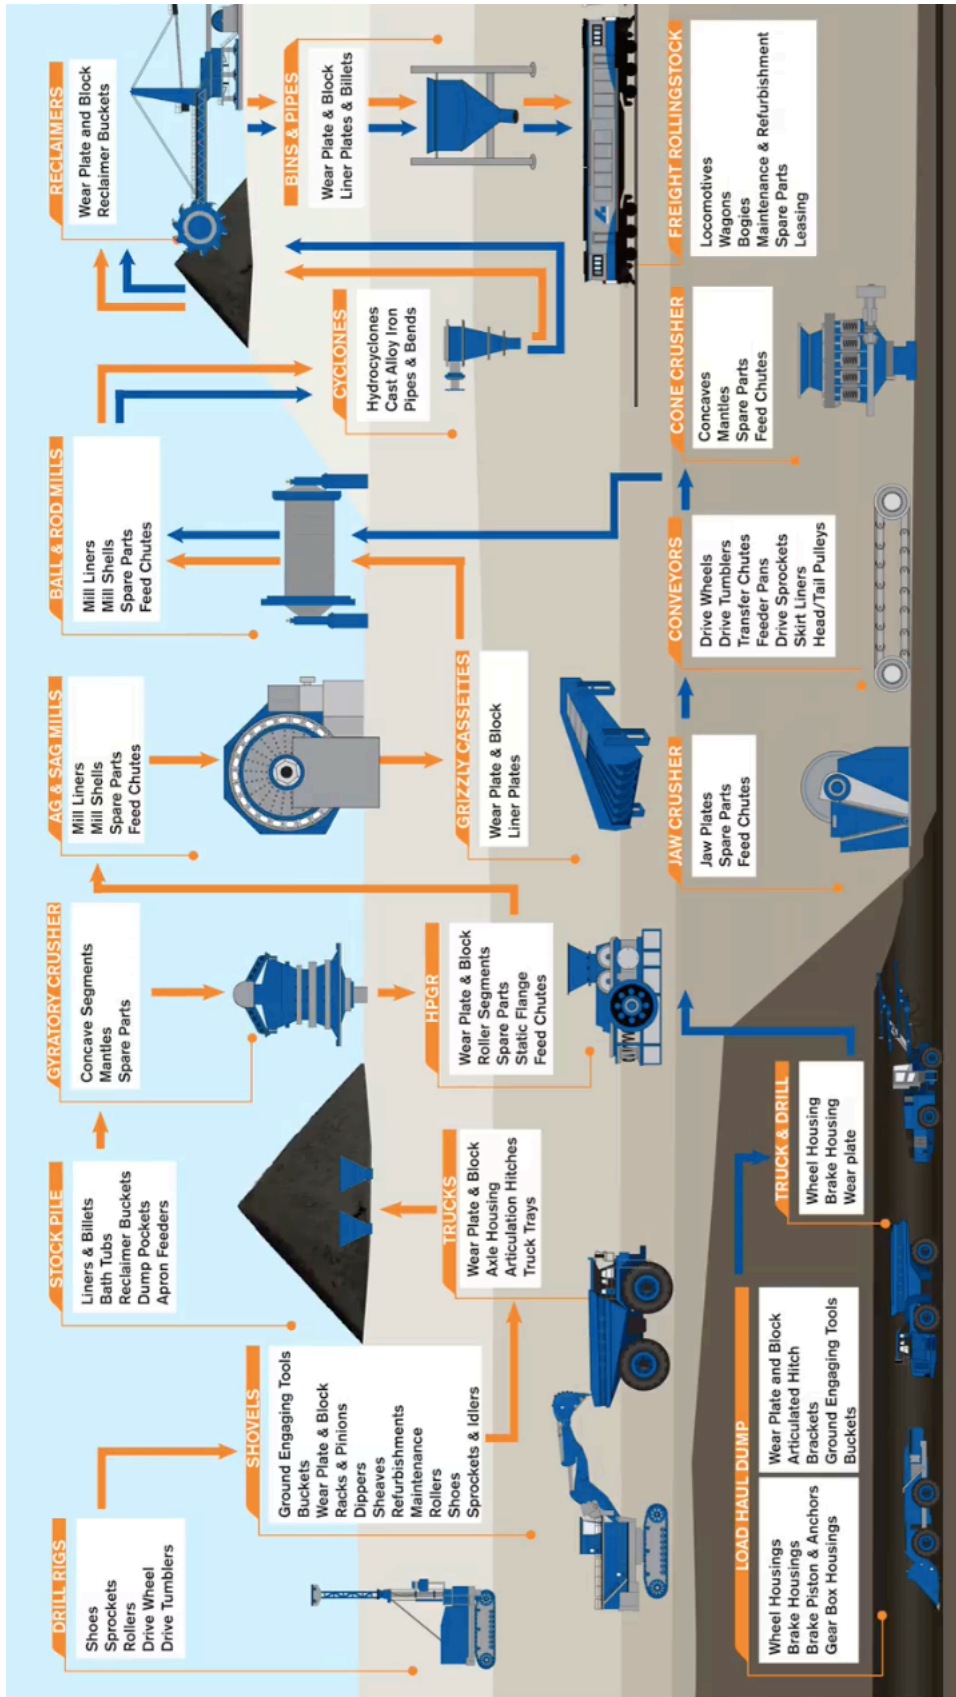 DRILL RIGS
Shoes
Sprockets
Rollers
Drive Wheel
Drive Tumblers
SHOVELS
Ground Engaging Tools
Buckets
Wear Plate & Block
Racks & Pinions
Dippers
Sheaves
Refurbishments
Maintenance
Rollers
Shoes
Sprockets & Idlers
STOCK PILE
Liners & Billets
Bath Tubs
Reclaimer Buckets
Dump Pockets
Apron Feeders
TRUCKS
Wear Plate & Block
Axle Housing
Articulation Hitches
Truck Trays
GYRATORY CRUSHER
Concave Segments
Mantles
Spare Parts
HPGR
Wear Plate & Block
Roller Segments
Spare Parts
Static Flange
Feed Chutes
AG & SAG MILLS
Mill Liners
Mill Shells
Spare Parts
Feed Chutes
GRIZZLY CASSETTES
Wear Plate & Block
Liner Plates
BALL & ROD MILLS
Mill Liners
Mill Shells
Spare Parts
Feed Chutes
CYCLONES
Hydrocyclones
Cast Alloy Iron
Pipes & Bends
RECLAIMERS
Wear Plate and Block
Reclaimer Buckets
BINS & PIPES
Wear Plate & Block
Liner Plates & Billets
LOAD HAUL DUMP
Wheel Housings
Brake Housings
Brake Piston & Anchors
Gear Box Housings
Wear Plate and Block
Articulated Hitch
Brackets
Ground Engaging Tools
Buckets
TRUCK & DRILL
Wheel Housing
Brake Housing
Wear plate
JAW CRUSHER
Jaw Plates
Spare Parts
Feed Chutes
CONVEYORS
Drive Wheels
Drive Tumblers
Transfer Chutes
Feeder Pans
Drive Sprockets
Skirt Liners
Head/Tail Pulleys
CONE CRUSHER
Concaves
Mantles
Spare Parts
Feed Chutes
FREIGHT ROLLINGSTOCK
Locomotives
Wagons
Bogies
Maintenance & Refurbishment
Spare Parts
Leasing